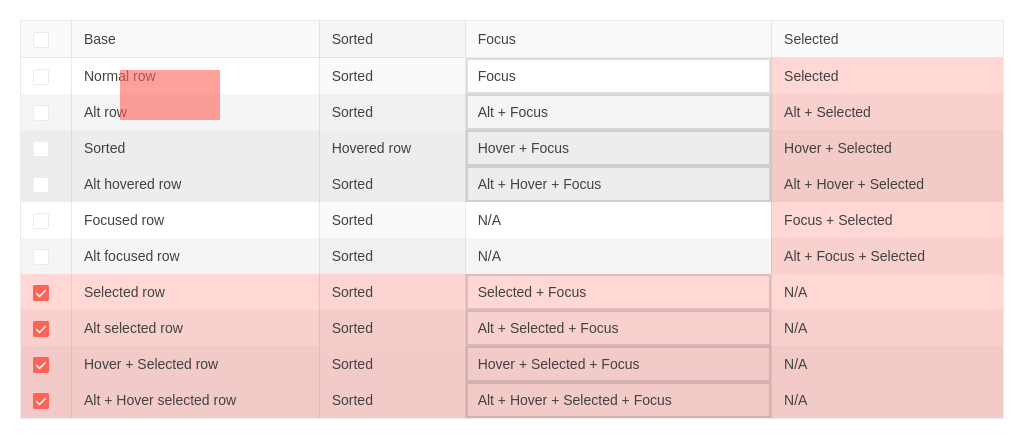 Base Sorted Focus Selected
Normal row Sorted Focus Selected
Alt row Sorted Alt + Focus Alt + Selected
Sorted Hovered row Hover + Focus Hover + Selected
Alt hovered row Sorted Alt + Hover + Focus Alt + Hover + Selected
Focused row Sorted N/A Focus + Selected
Alt focused row Sorted N/A Alt + Focus + Selected
Selected row Sorted Selected + Focus N/A
Alt selected row Sorted Alt + Selected + Focus N/A
Hover + Selected row Sorted Hover + Selected + Focus N/A
Alt + Hover selected row Sorted Alt + Hover + Selected + Focus N/A